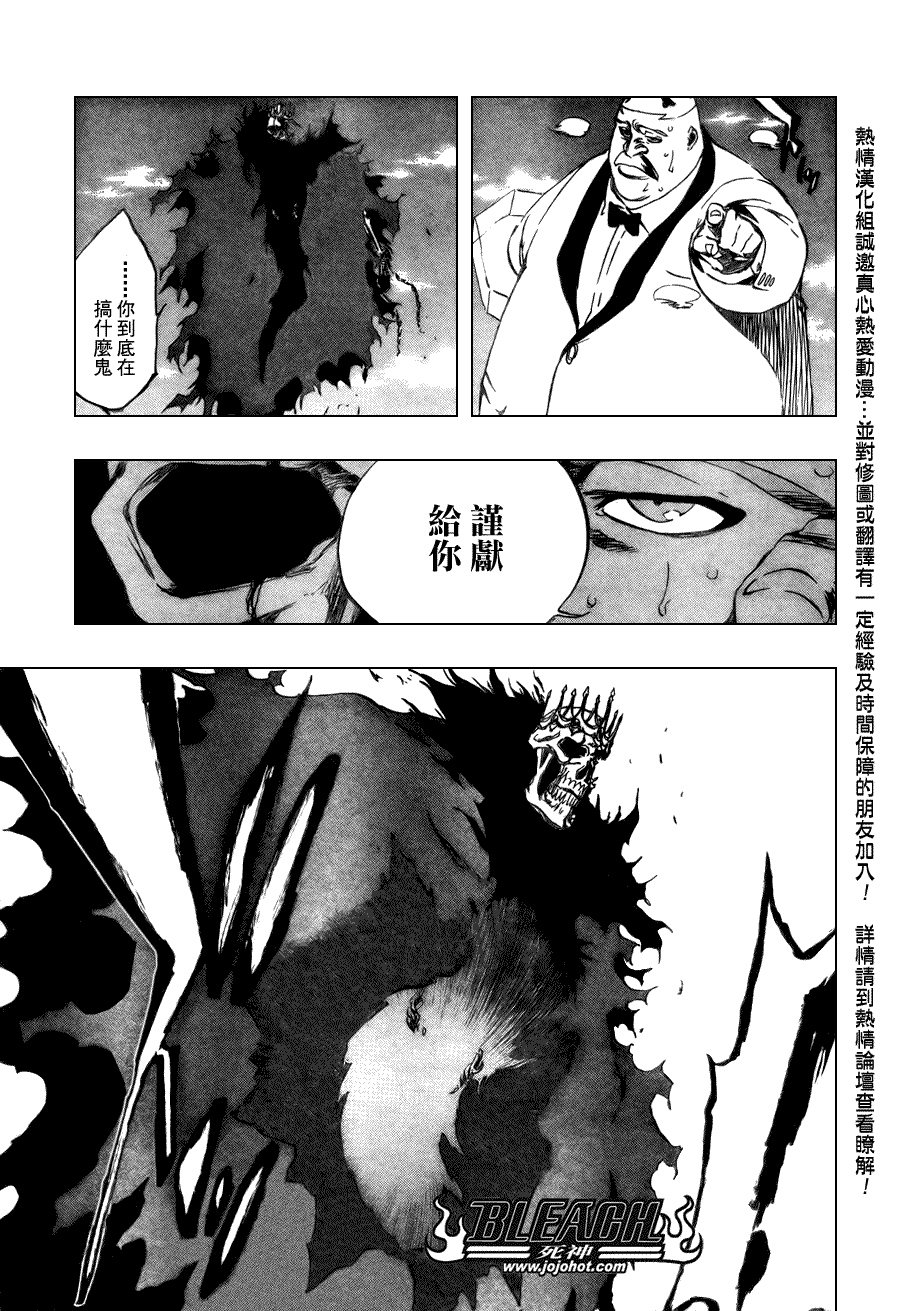 ……你到底在
搞什麼鬼
謹獻
給你
熱情漢化組誠邀真心熱愛動漫…並對修圖或翻譯有一定經驗及時間保障的朋友加入! 詳情請到熱情論壇查看瞭解!
BLEACH
死神
www.jojohot.com